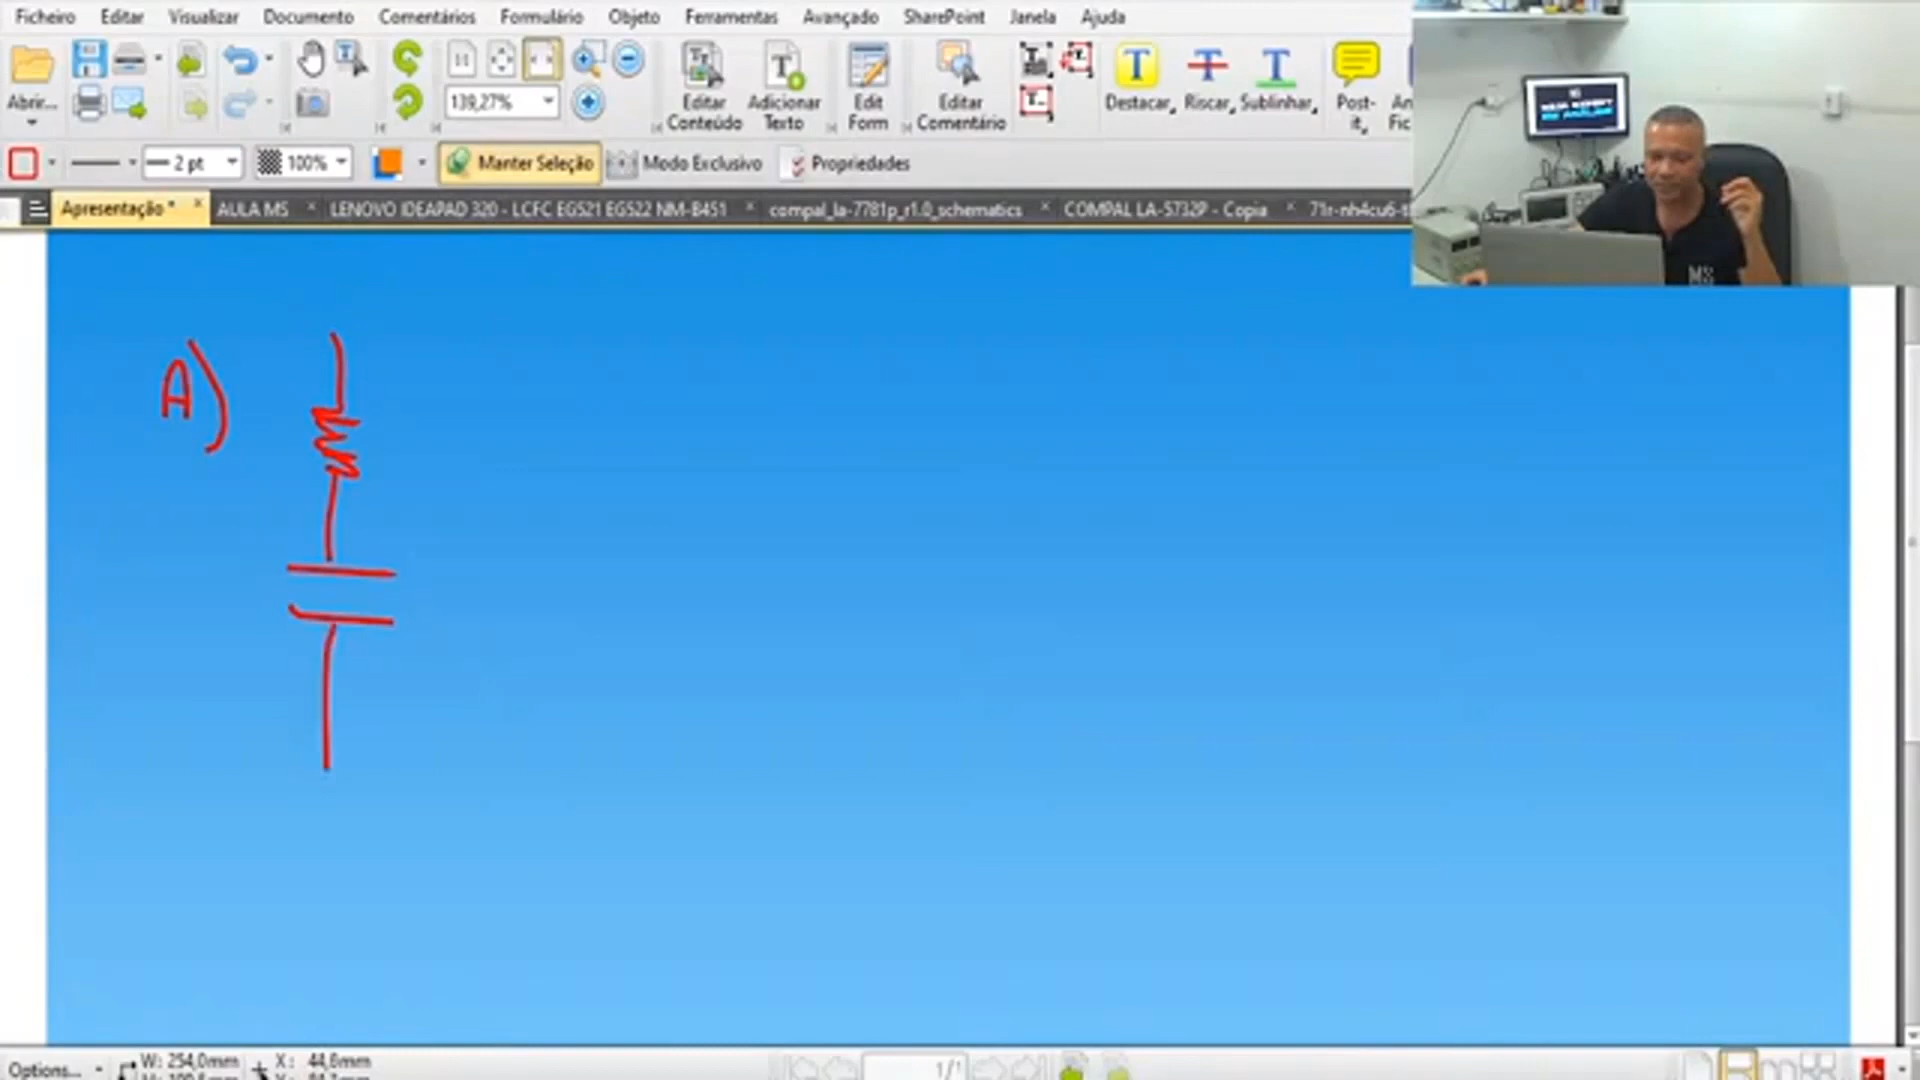 Ficheiro Editar Visualizar Documento Comentários Formulário Objeto Ferramentas Avançado SharePoint Janela Ajuda
Abrir... 139,27% Editar Conteúdo Adicionar Texto Edit Form Editar Comentário Destacar Riscar Sublinhar Post-it
2 pt 100% Manter Seleção Modo Exclusivo Propriedades
Apresentação* AULA MS LENOVO IDEAPAD 320 - LCFC EG521 EG522 NM-B451 compal_la-7781p_r1.0_schematics COMPAL LA-5732P - Copia
MS
A)
Options... W: 254,0mm X: 44,8mm
1/1